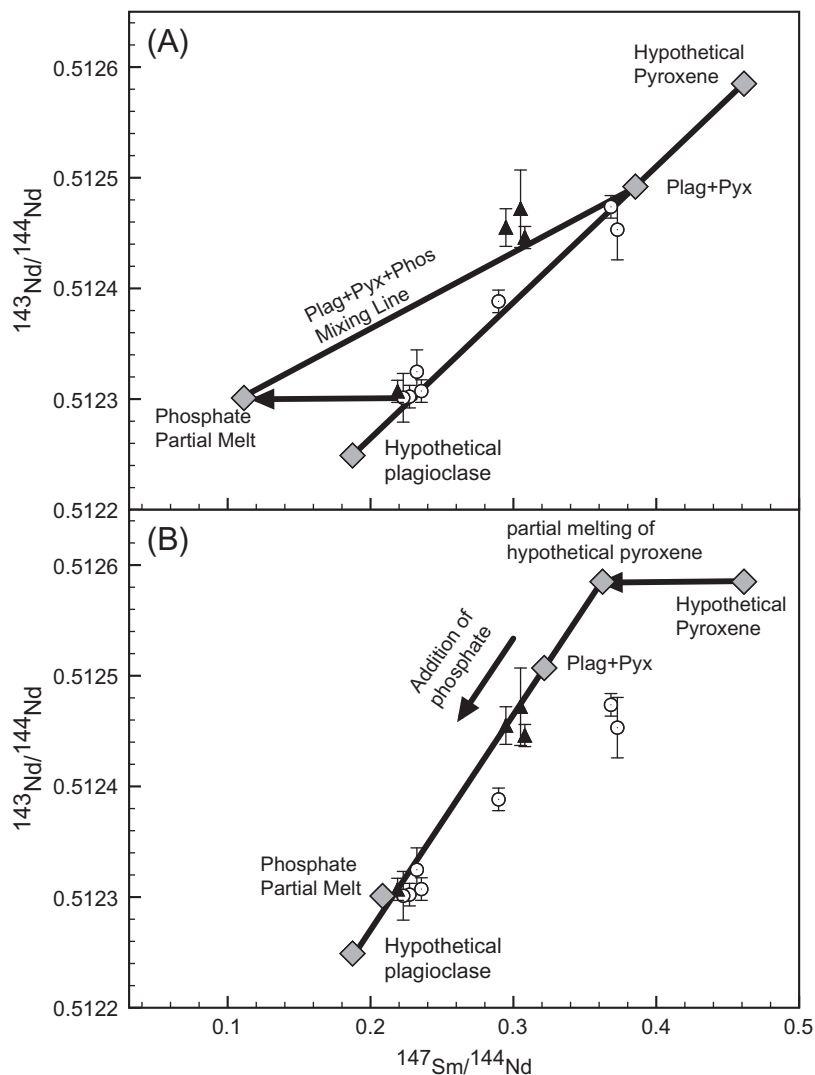 (A)
Hypothetical
Pyroxene
Plag+Pyx
Plag+Pyx+Phos
Mixing Line
Phosphate
Partial Melt
Hypothetical
plagioclase
0.5126
0.5125
0.5124
0.5123
0.5122
143Nd/144Nd
(B)
partial melting of
hypothetical pyroxene
Hypothetical
Pyroxene
Addition of
phosphate
Plag+Pyx
Phosphate
Partial Melt
Hypothetical
plagioclase
0.5126
0.5125
0.5124
0.5123
0.5122
143Nd/144Nd
0.1 0.2 0.3 0.4 0.5
147Sm/144Nd